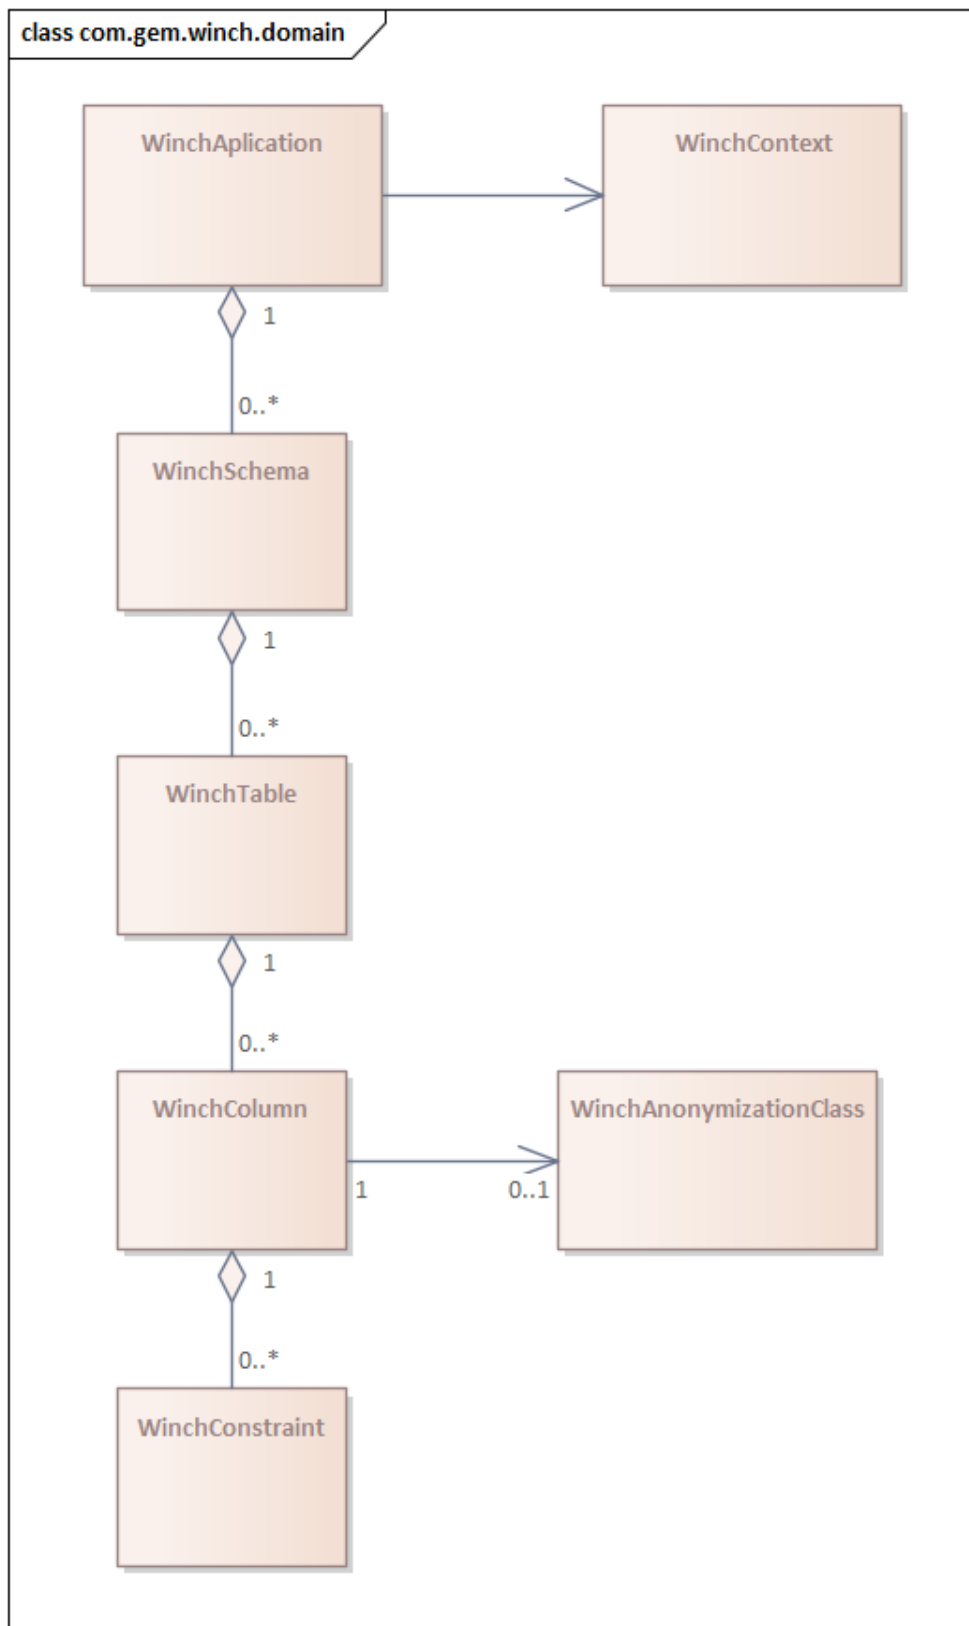 class com.gem.winch.domain
WinchAplication
WinchContext
1
0..*
WinchSchema
1
0..*
WinchTable
1
0..*
WinchColumn
WinchAnonymizationClass
1
0..1
1
0..*
WinchConstraint